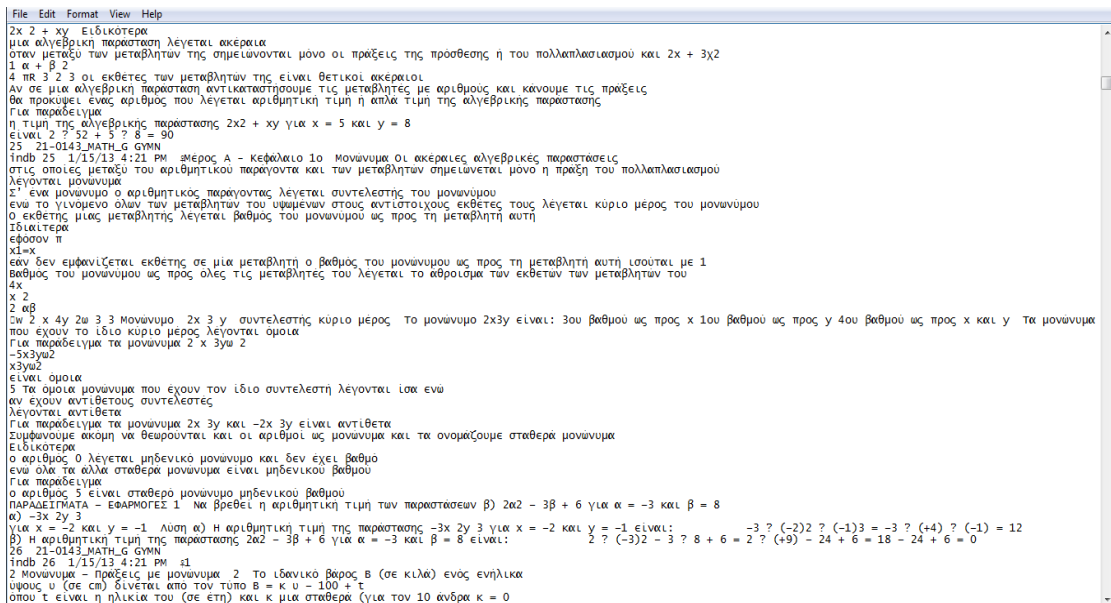 File Edit Format View Help
2x 2 + xy Ειδικότερα
μια αλγεβρική παράσταση λέγεται ακέραια
όταν μεταξύ των μεταβλητών της σημειώνονται μόνο οι πράξεις της πρόσθεσης ή του πολλαπλασιασμού και 2x + 3χ2
1 α + β 2
4 πR 3 2 3 οι εκθέτες των μεταβλητών της είναι θετικοί ακέραιοι
Αν σε μια αλγεβρική παράσταση αντικαταστήσουμε τις μεταβλητές με αριθμούς και κάνουμε τις πράξεις
θα προκύψει ένας αριθμός που λέγεται αριθμητική τιμή ή απλά τιμή της αλγεβρικής παράστασης
Για παράδειγμα
η τιμή της αλγεβρικής παράστασης 2x2 + xy για x = 5 και y = 8
είναι 2 ? 52 + 5 ? 8 = 90
25 21-0143_MATH_G GYMN
indb 25 1/15/13 4:21 PM Μέρος Α - Κεφάλαιο 1ο Μονώνυμα Οι ακέραιες αλγεβρικές παραστάσεις
στις οποίες μεταξύ του αριθμητικού παράγοντα και των μεταβλητών σημειώνεται μόνο η πράξη του πολλαπλασιασμού
λέγονται μονώνυμα
Σ' ένα μονώνυμο ο αριθμητικός παράγοντας λέγεται συντελεστής του μονωνύμου
ενώ το γινόμενο όλων των μεταβλητών του υψωμένων στους αντίστοιχους εκθέτες τους λέγεται κύριο μέρος του μονωνύμου
Ο εκθέτης μιας μεταβλητής λέγεται βαθμός του μονωνύμου ως προς τη μεταβλητή αυτή
Ιδιαίτερα
εφόσον π
x1=x
εάν δεν εμφανίζεται εκθέτης σε μία μεταβλητή ο βαθμός του μονώνυμου ως προς τη μεταβλητή αυτή ισούται με 1
Βαθμός του μονωνύμου ως προς όλες τις μεταβλητές του λέγεται το άθροισμα των εκθετών των μεταβλητών του
4x
x 2
2 αβ
w 2 x 4y 2ω 3 3 Μονώνυμο 2x 3 y συντελεστής κύριο μέρος Το μονώνυμο 2x3y είναι: 3ου βαθμού ως προς x 1ου βαθμού ως προς y 4ου βαθμού ως προς x και y Τα μονώνυμα
που έχουν το ίδιο κύριο μέρος λέγονται όμοια
Για παράδειγμα τα μονώνυμα 2 x 3yω 2
-5x3yω2
x3yω2
είναι όμοια
5 Τα όμοια μονώνυμα που έχουν τον ίδιο συντελεστή λέγονται ίσα ενώ
αν έχουν αντίθετους συντελεστές
λέγονται αντίθετα
Για παράδειγμα τα μονώνυμα 2x 3y και -2x 3y είναι αντίθετα
Συμφωνούμε ακόμη να θεωρούνται και οι αριθμοί ως μονώνυμα και τα ονομάζουμε σταθερά μονώνυμα
Ειδικότερα
ο αριθμός 0 λέγεται μηδενικό μονώνυμο και δεν έχει βαθμό
ενώ όλα τα άλλα σταθερά μονώνυμα είναι μηδενικού βαθμού
Για παράδειγμα
ο αριθμός 5 είναι σταθερό μονώνυμο μηδενικού βαθμού
ΠΑΡΑΔΕΙΓΜΑΤΑ - ΕΦΑΡΜΟΓΕΣ 1 Να βρεθεί η αριθμητική τιμή των παραστάσεων β) 2α2 - 3β + 6 για α = -3 και β = 8
α) -3x 2y 3
για x = -2 και y = -1 Λύση α) Η αριθμητική τιμή της παράστασης -3x 2y 3 για x = -2 και y = -1 είναι: -3 ? (-2)2 ? (-1)3 = -3 ? (+4) ? (-1) = 12
β) Η αριθμητική τιμή της παράστασης 2α2 - 3β + 6 για α = -3 και β = 8 είναι: 2 ? (-3)2 - 3 ? 8 + 6 = 2 ? (+9) - 24 + 6 = 18 - 24 + 6 = 0
26 21-0143_MATH_G GYMN
indb 26 1/15/13 4:21 PM 1
2 Μονώνυμα - Πράξεις με μονώνυμα 2 Το ιδανικό βάρος Β (σε κιλά) ενός ενήλικα
ύψους υ (σε cm) δίνεται από τον τύπο Β = κ υ - 100 + t
όπου t είναι η ηλικία του (σε έτη) και κ μια σταθερά (για τον 10 άνδρα κ = 0